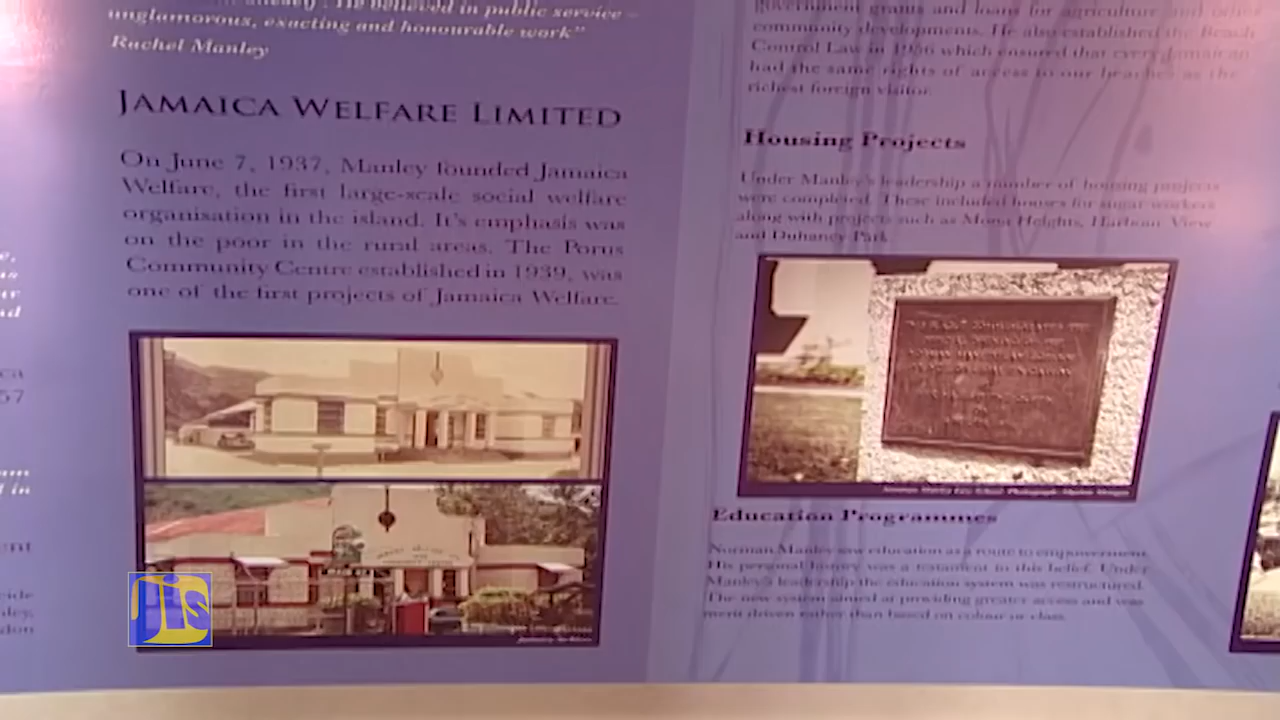 He believed in public service –
unglamorous, exacting and honourable work"
Rachel Manley
JAMAICA WELFARE LIMITED
On June 7, 1937, Manley founded Jamaica
Welfare, the first large-scale social welfare
organisation in the island. It's emphasis was
on the poor in the rural areas. The Porus
Community Centre established in 1939, was
one of the first projects of Jamaica Welfare.
government grants and loans for agriculture and other
community developments. He also established the Beach
Control Law in 1956 which ensured that every Jamaican
had the same rights of access to our beaches as the
richest foreign visitor.
Housing Projects
Under Manley's leadership a number of housing projects
were completed. These included houses for sugar workers
along with projects such as Mona Heights, Harbour View
and Duhaney Park.
Education Programmes
Norman Manley saw education as a route to empowerment.
His personal history was a testament to this belief. Under
Manley's leadership the education system was restructured.
The new system aimed at providing greater access and was
merit driven rather than based on colour or class.
57
jis